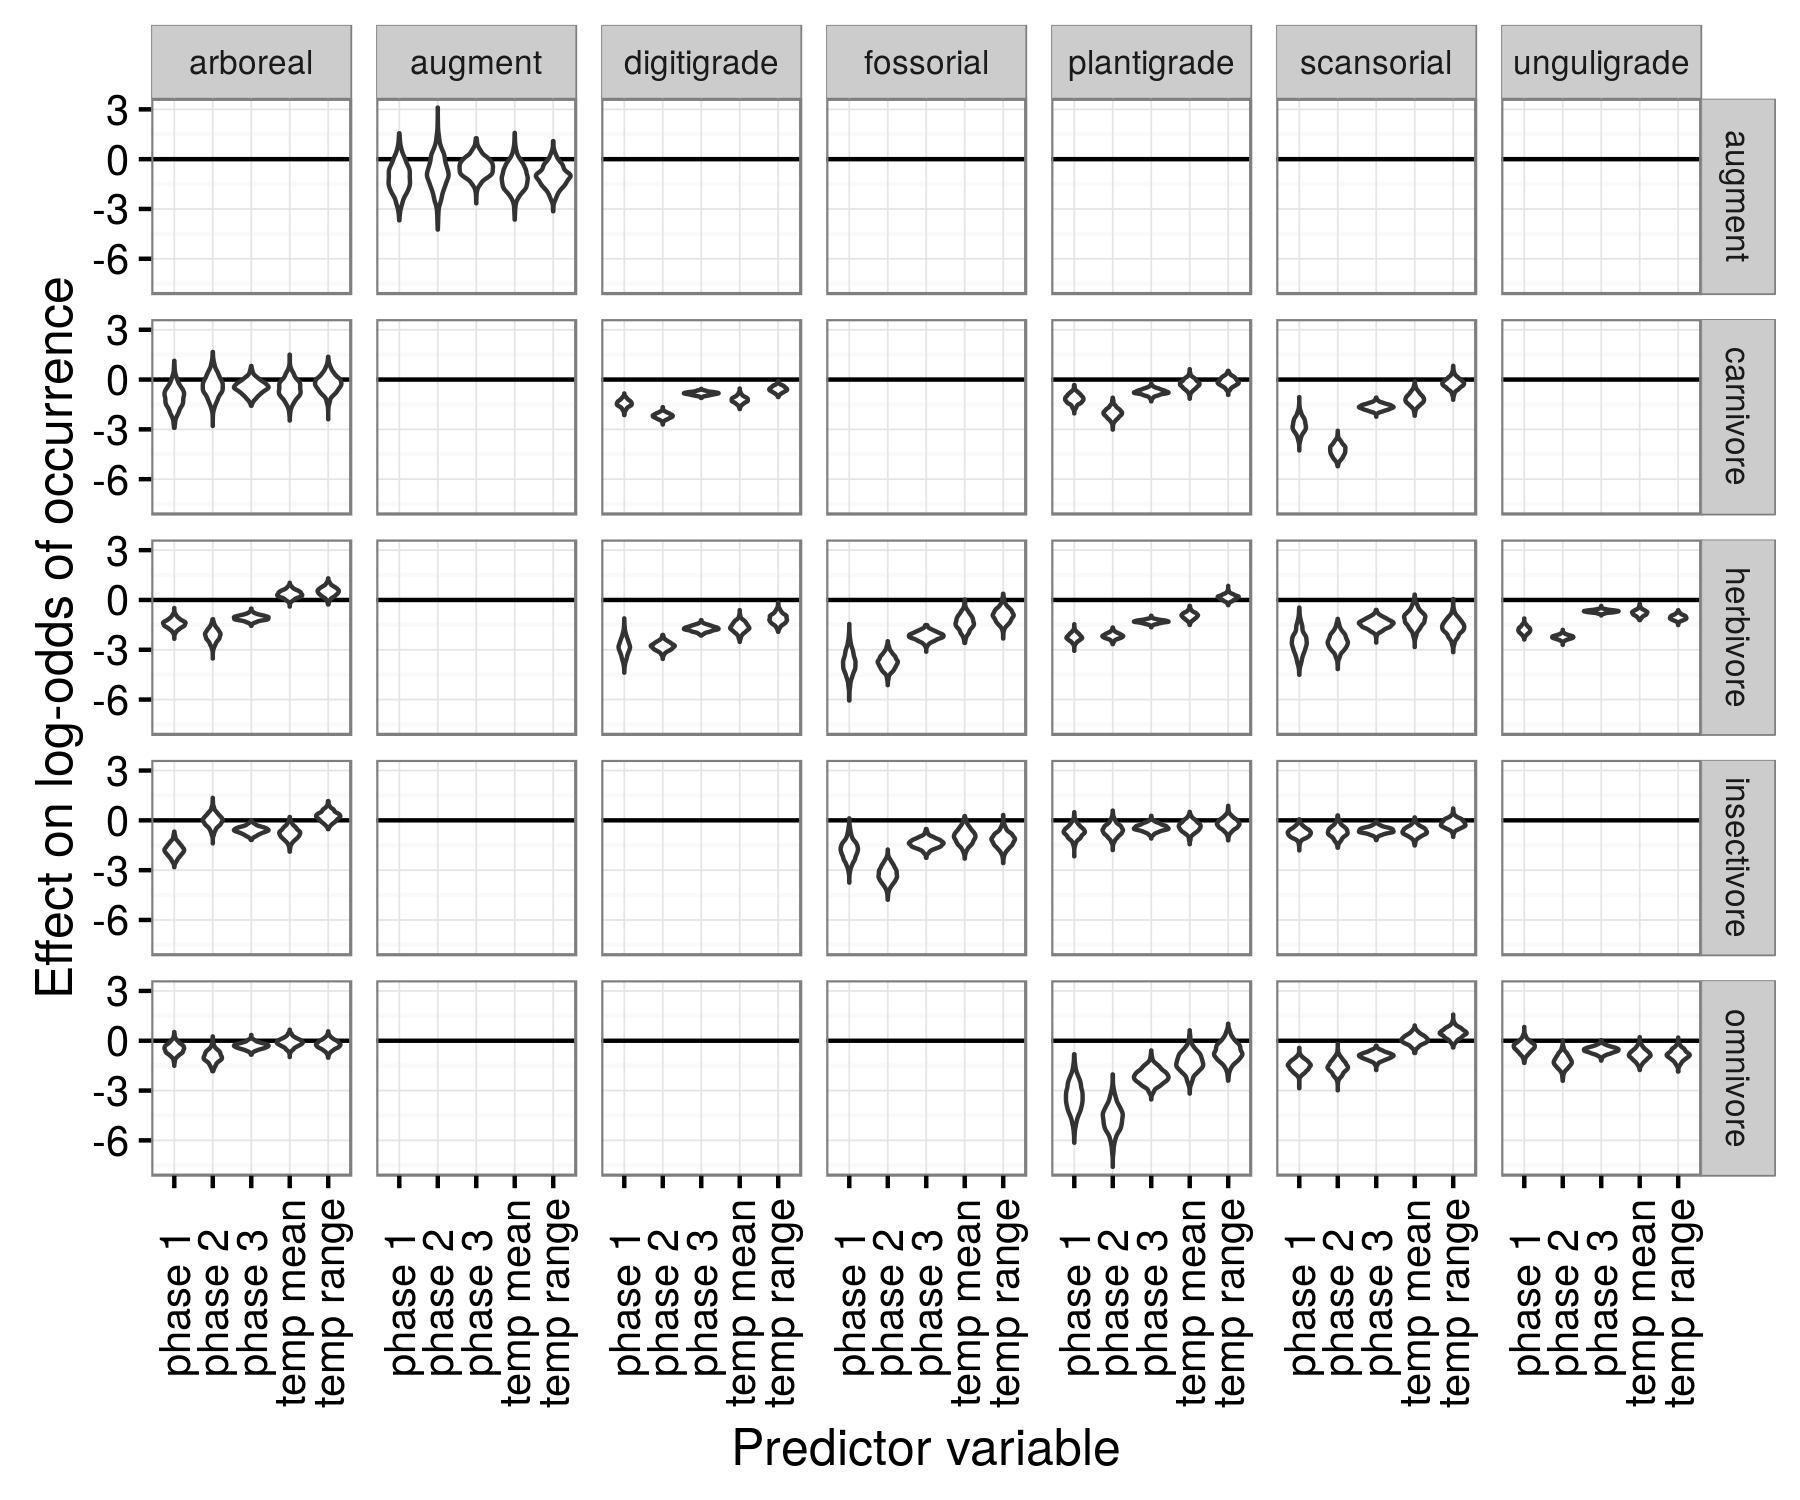 arboreal augment digitigrade fossorial plantigrade scansorial unguligrade
3
0
-3
-6
augment
3
0
-3
-6
carnivore
3
0
-3
-6
herbivore
3
0
-3
-6
insectivore
3
0
-3
-6
omnivore
Effect on log-odds of occurrence
phase 1
phase 2
phase 3
temp mean
temp range
phase 1
phase 2
phase 3
temp mean
temp range
phase 1
phase 2
phase 3
temp mean
temp range
phase 1
phase 2
phase 3
temp mean
temp range
phase 1
phase 2
phase 3
temp mean
temp range
phase 1
phase 2
phase 3
temp mean
temp range
phase 1
phase 2
phase 3
temp mean
temp range
Predictor variable